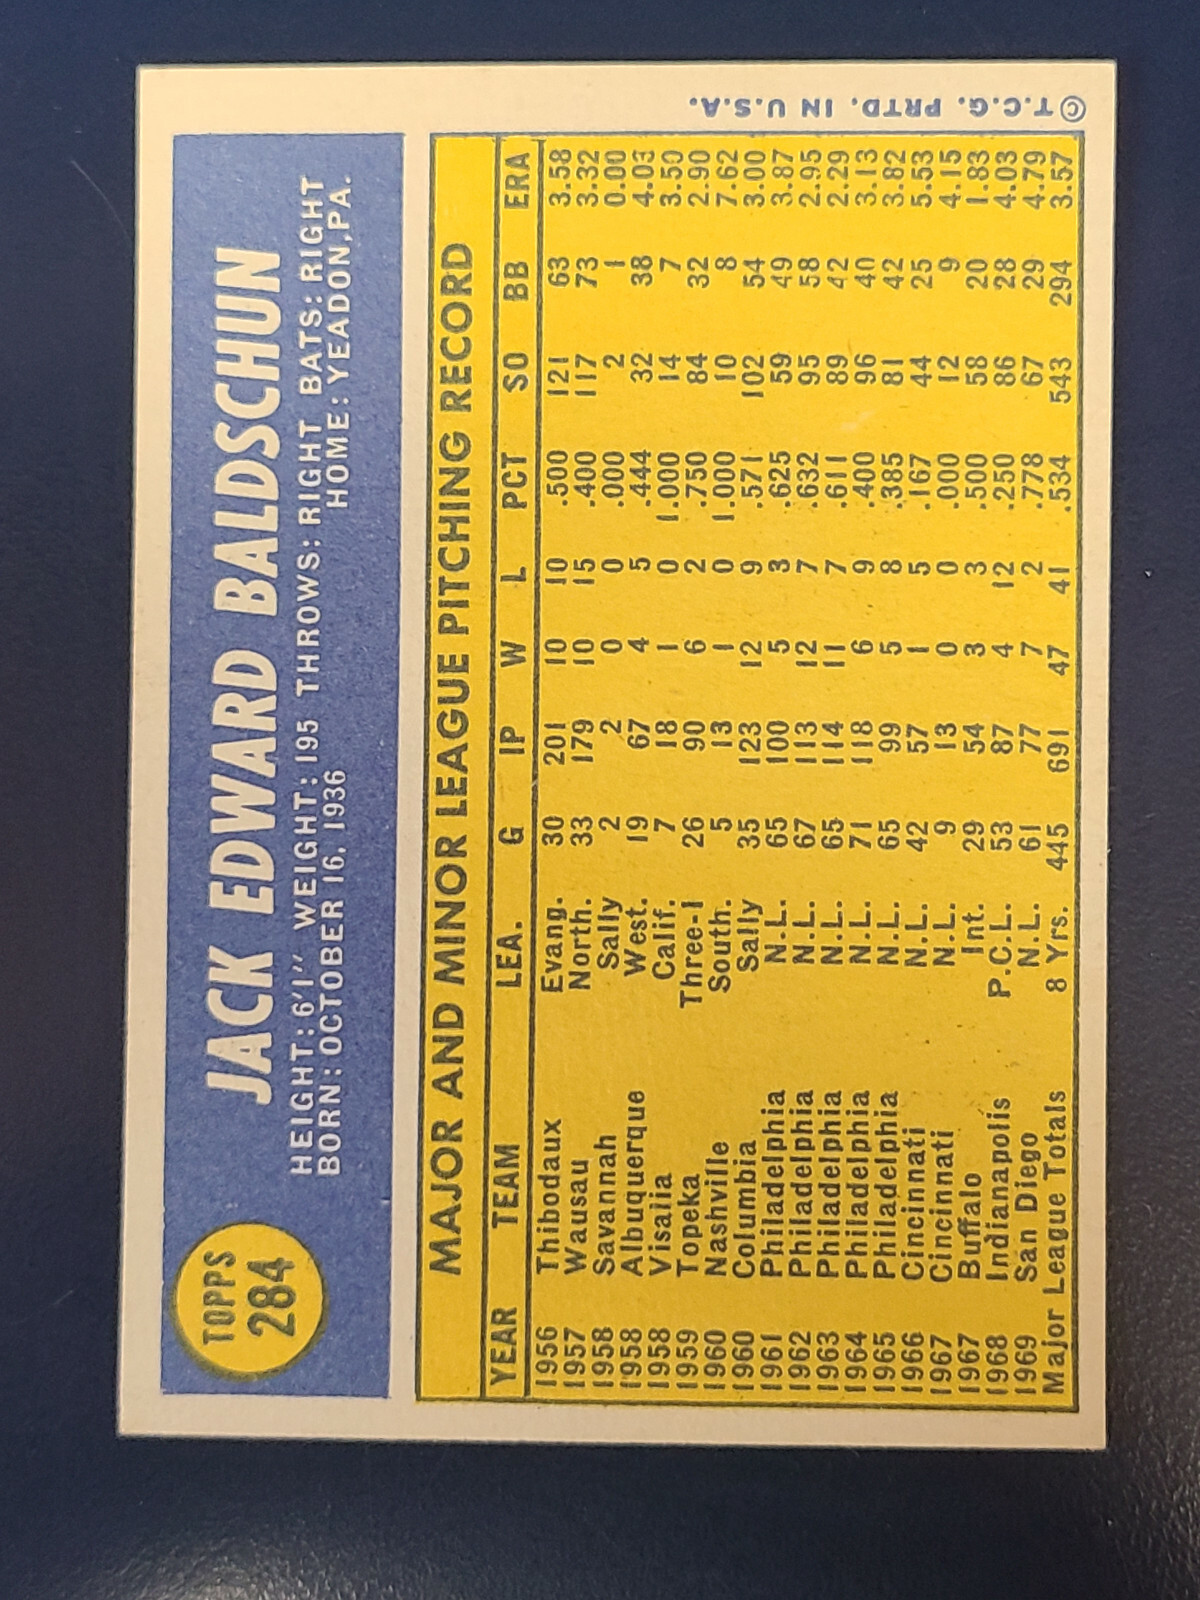 TOPPS
284
JACK EDWARD BALDSCHUN
HEIGHT: 6'1" WEIGHT: 195 THROWS: RIGHT BATS: RIGHT
BORN: OCTOBER 16, 1936 HOME: YEADON, PA.
MAJOR AND MINOR LEAGUE PITCHING RECORD
YEAR TEAM LEA. G IP W L PCT SO BB ERA
1956 Thibodaux Evang. 30 201 10 10 .500 121 63 3.58
1957 Wausau North. 33 179 10 15 .400 117 73 3.32
1958 Savannah Sally 2 2 0 0 .000 2 1 0.00
1958 Albuquerque West. 19 67 4 5 .444 32 38 4.03
1958 Visalia Calif. 7 18 1 0 1.000 14 7 3.50
1959 Topeka Three-I 26 90 6 2 .750 84 32 2.90
1960 Nashville South. 5 13 1 0 1.000 10 8 7.62
1960 Columbia Sally 35 123 12 9 .571 102 54 3.00
1961 Philadelphia N.L. 65 100 5 3 .625 59 49 3.87
1962 Philadelphia N.L. 67 113 12 7 .632 95 58 2.95
1963 Philadelphia N.L. 65 114 11 7 .611 89 42 2.29
1964 Philadelphia N.L. 71 118 6 9 .400 96 40 3.13
1965 Philadelphia N.L. 65 99 5 8 .385 81 42 3.82
1966 Cincinnati N.L. 42 57 1 5 .167 44 25 5.53
1967 Cincinnati N.L. 9 13 0 0 .000 12 9 4.15
1967 Buffalo Int. 29 54 3 3 .500 58 20 1.83
1968 Indianapolis P.C.L. 53 87 4 12 .250 86 28 4.03
1969 San Diego N.L. 61 77 7 2 .778 67 29 4.79
Major League Totals 8 Yrs. 445 691 47 41 .534 543 294 3.57
© T.C.G. PRTD. IN U.S.A.